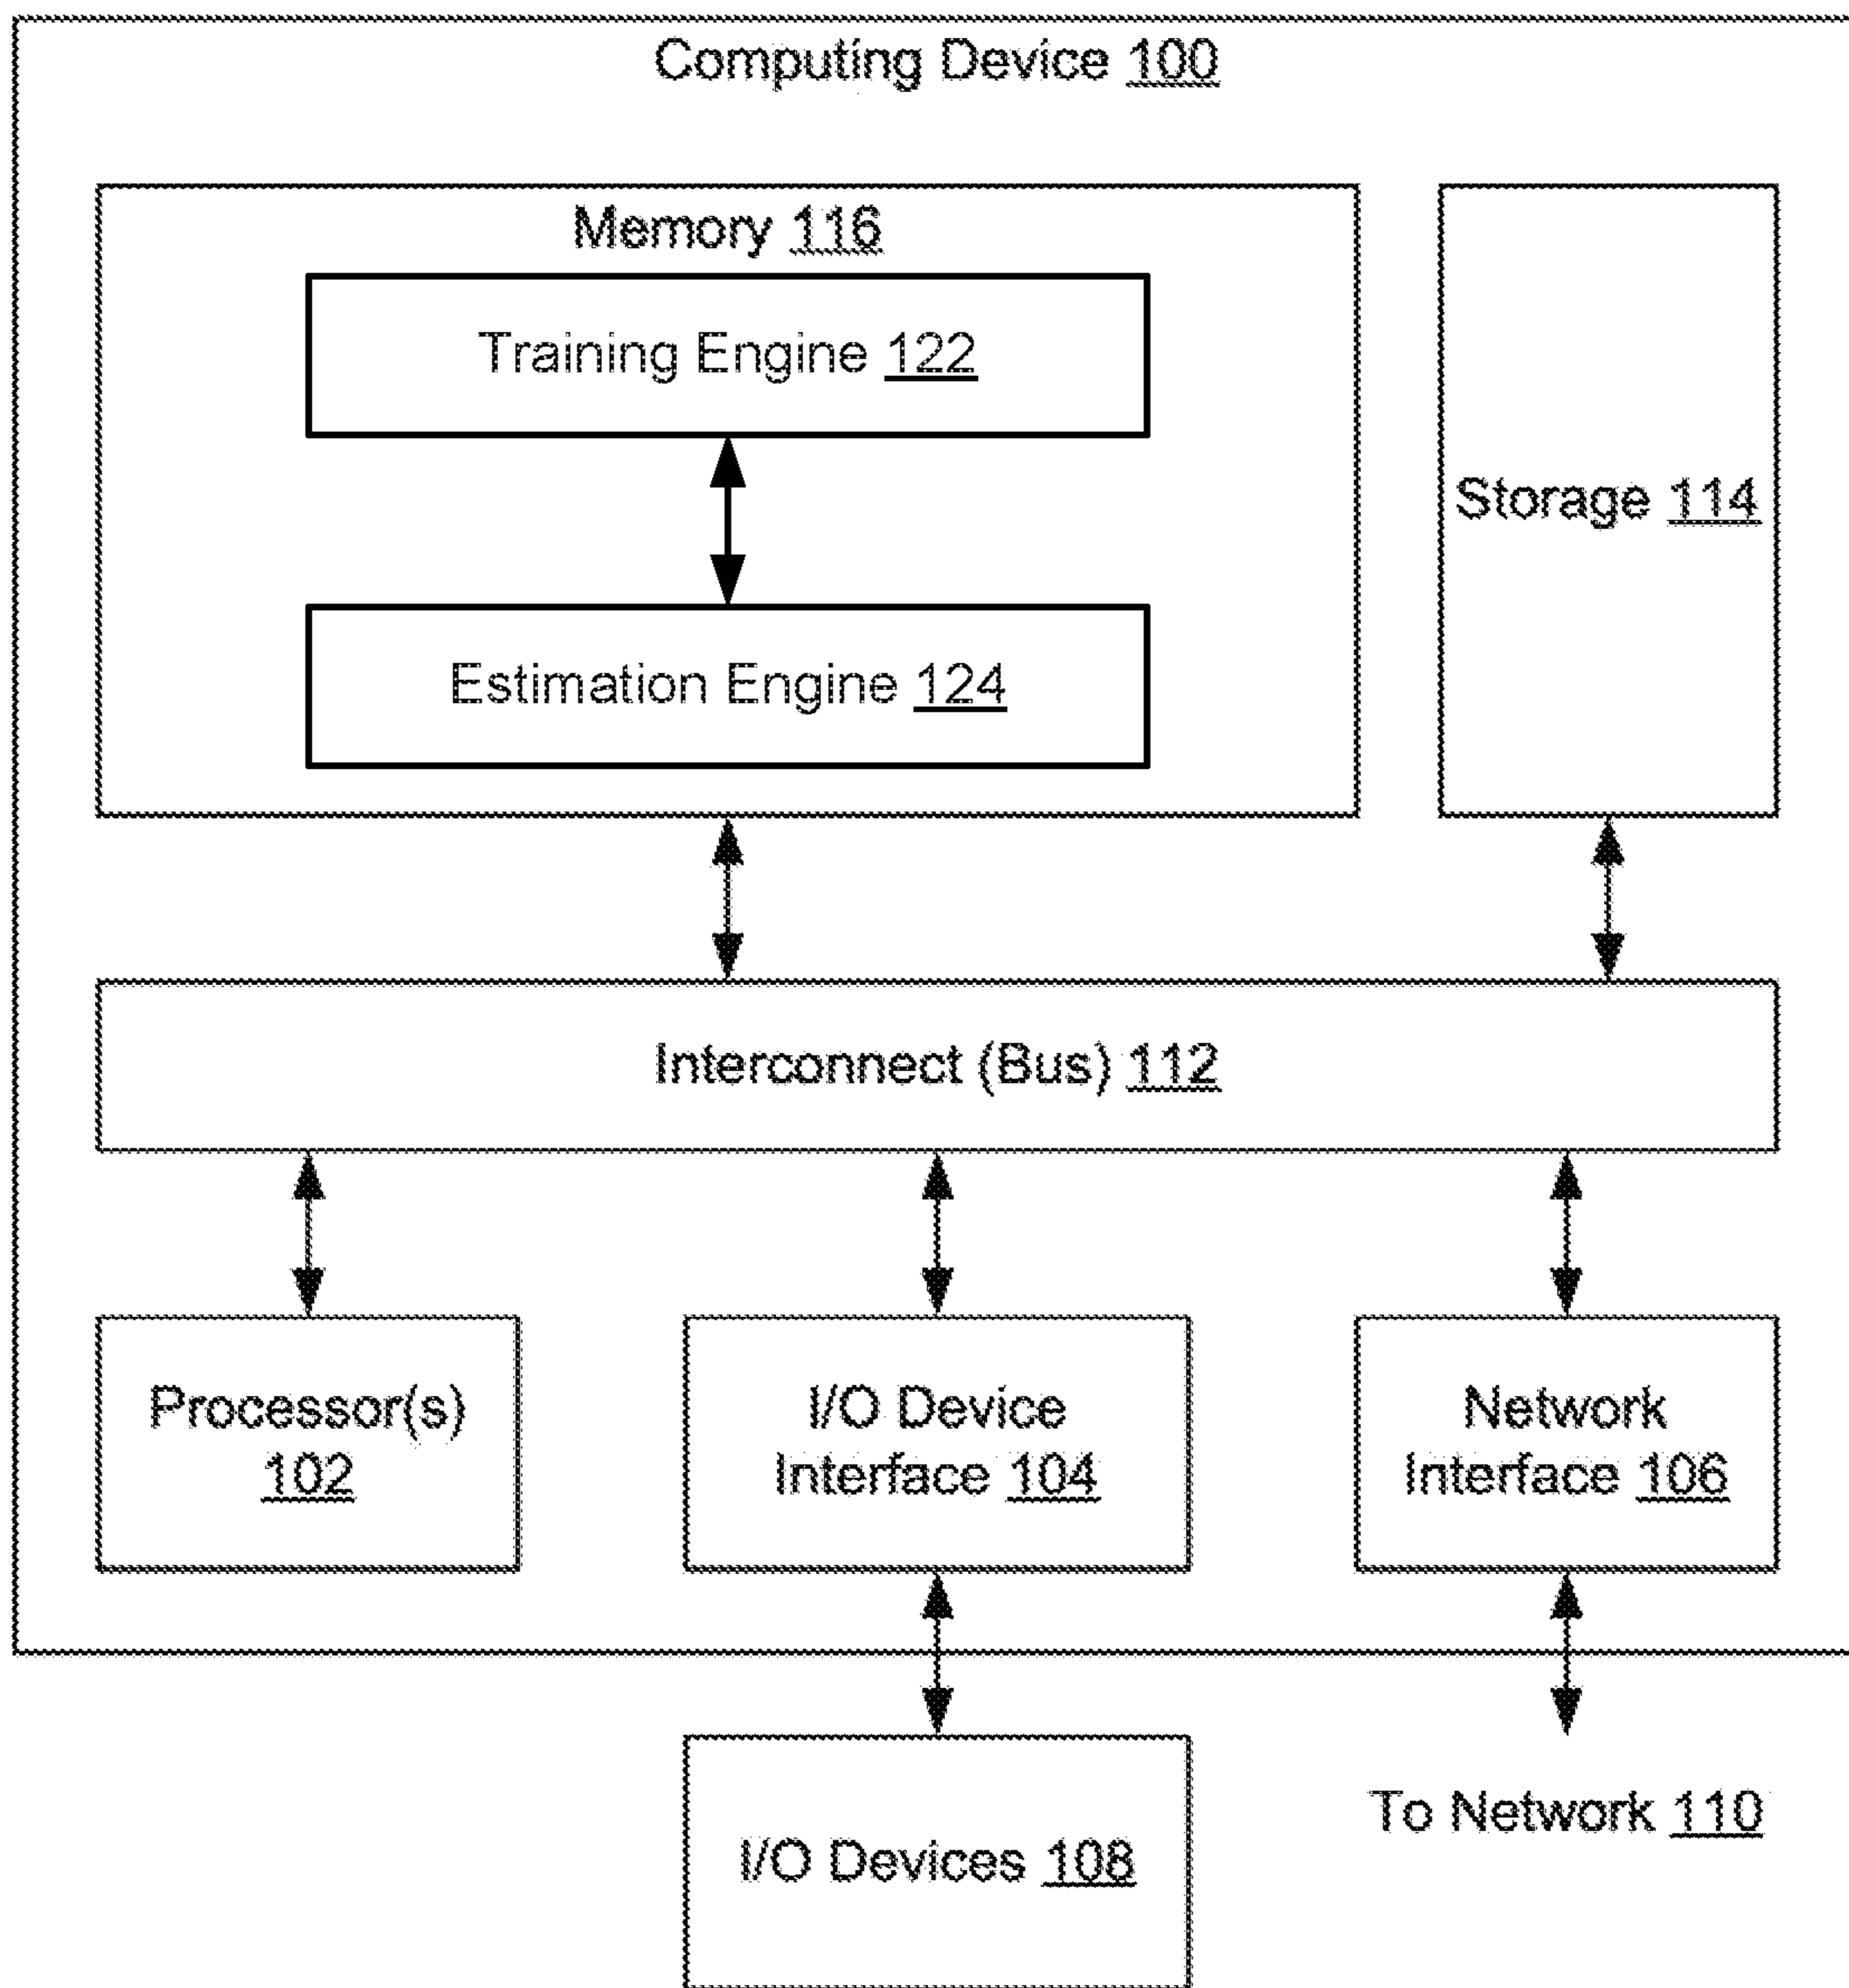 Computing Device 100
Memory 116
Training Engine 122
Estimation Engine 124
Storage 114
Interconnect (Bus) 112
Processor(s)
102
I/O Device
Interface 104
Network
Interface 106
I/O Devices 108
To Network 110